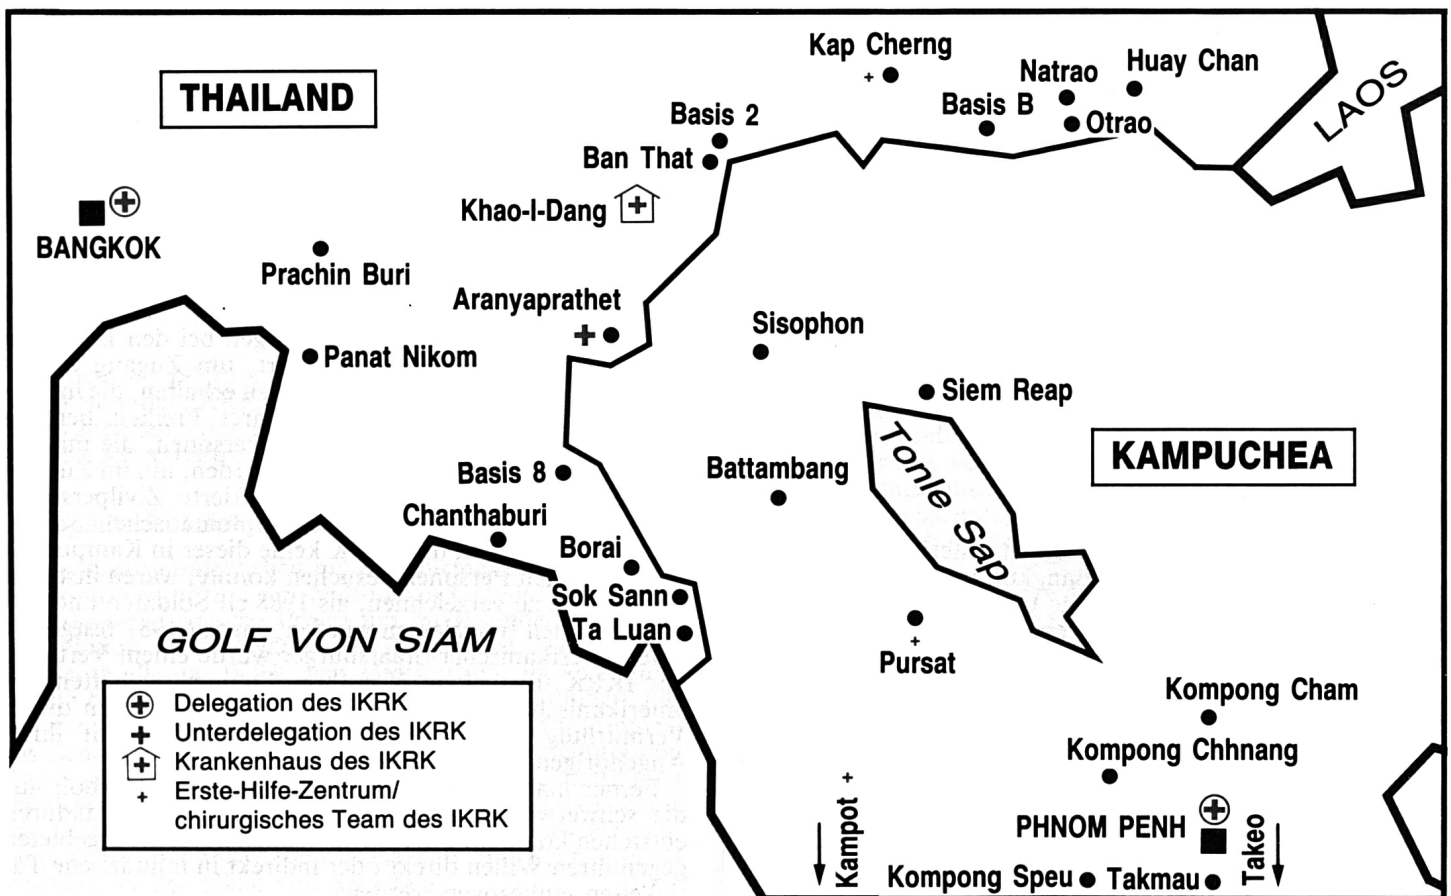 Kap Cherng
Natrao
Huay Chan
THAILAND
LAOS
Basis B
Basis 2
Otrao
Ban That
Khao-I-Dang
BANGKOK
Prachin Buri
Aranyaprathet
Sisophon
Panat Nikom
Siem Reap
Tonle Sap
KAMPUCHEA
Battambang
Basis 8
Chanthaburi
Borai
Sok Sann
Ta Luan
GOLF VON SIAM
Pursat
Kompong Cham
Kompong Chhnang
Delegation des IKRK
Unterdelegation des IKRK
Krankenhaus des IKRK
Erste-Hilfe-Zentrum/
chirurgisches Team des IKRK
Kampot
PHNOM PENH
Takeo
Kompong Speu
Takmau